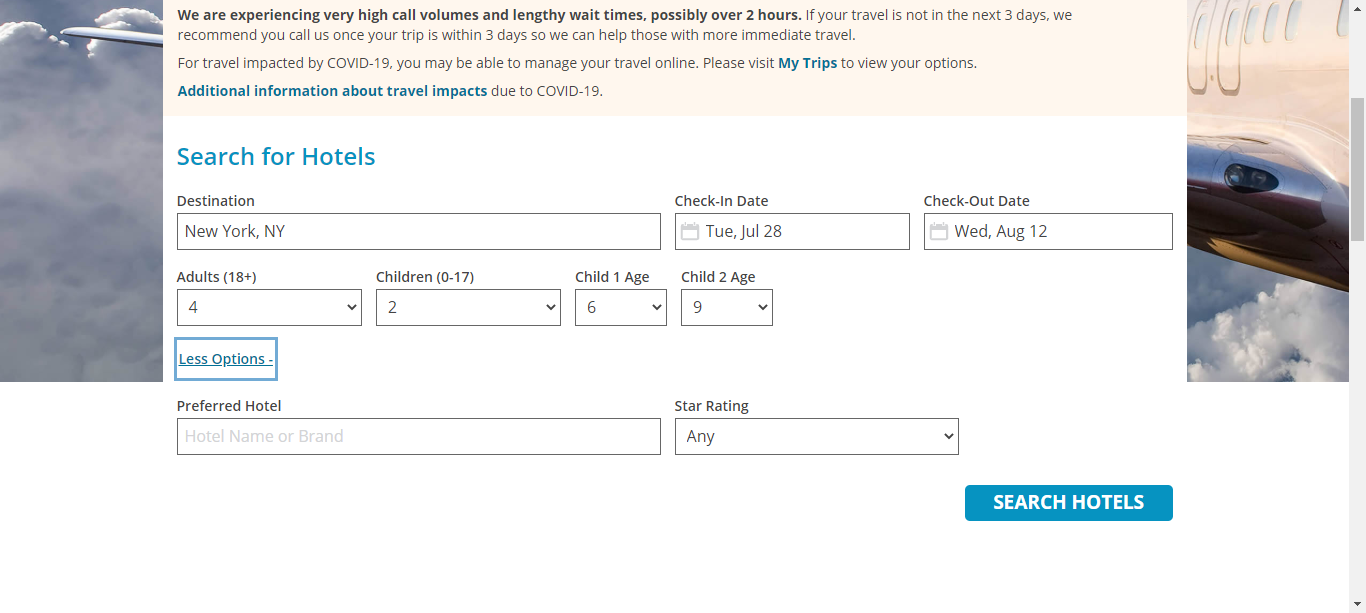 We are experiencing very high call volumes and lengthy wait times, possibly over 2 hours. If your travel is not in the next 3 days, we
recommend you call us once your trip is within 3 days so we can help those with more immediate travel.
For travel impacted by COVID-19, you may be able to manage your travel online. Please visit My Trips to view your options.
Additional information about travel impacts due to COVID-19.
Search for Hotels
Destination Check-In Date Check-Out Date
New York, NY Tue, Jul 28 Wed, Aug 12
Adults (18+) Children (0-17) Child 1 Age Child 2 Age
4 2 6 9
Less Options -
Preferred Hotel Star Rating
Hotel Name or Brand Any
SEARCH HOTELS